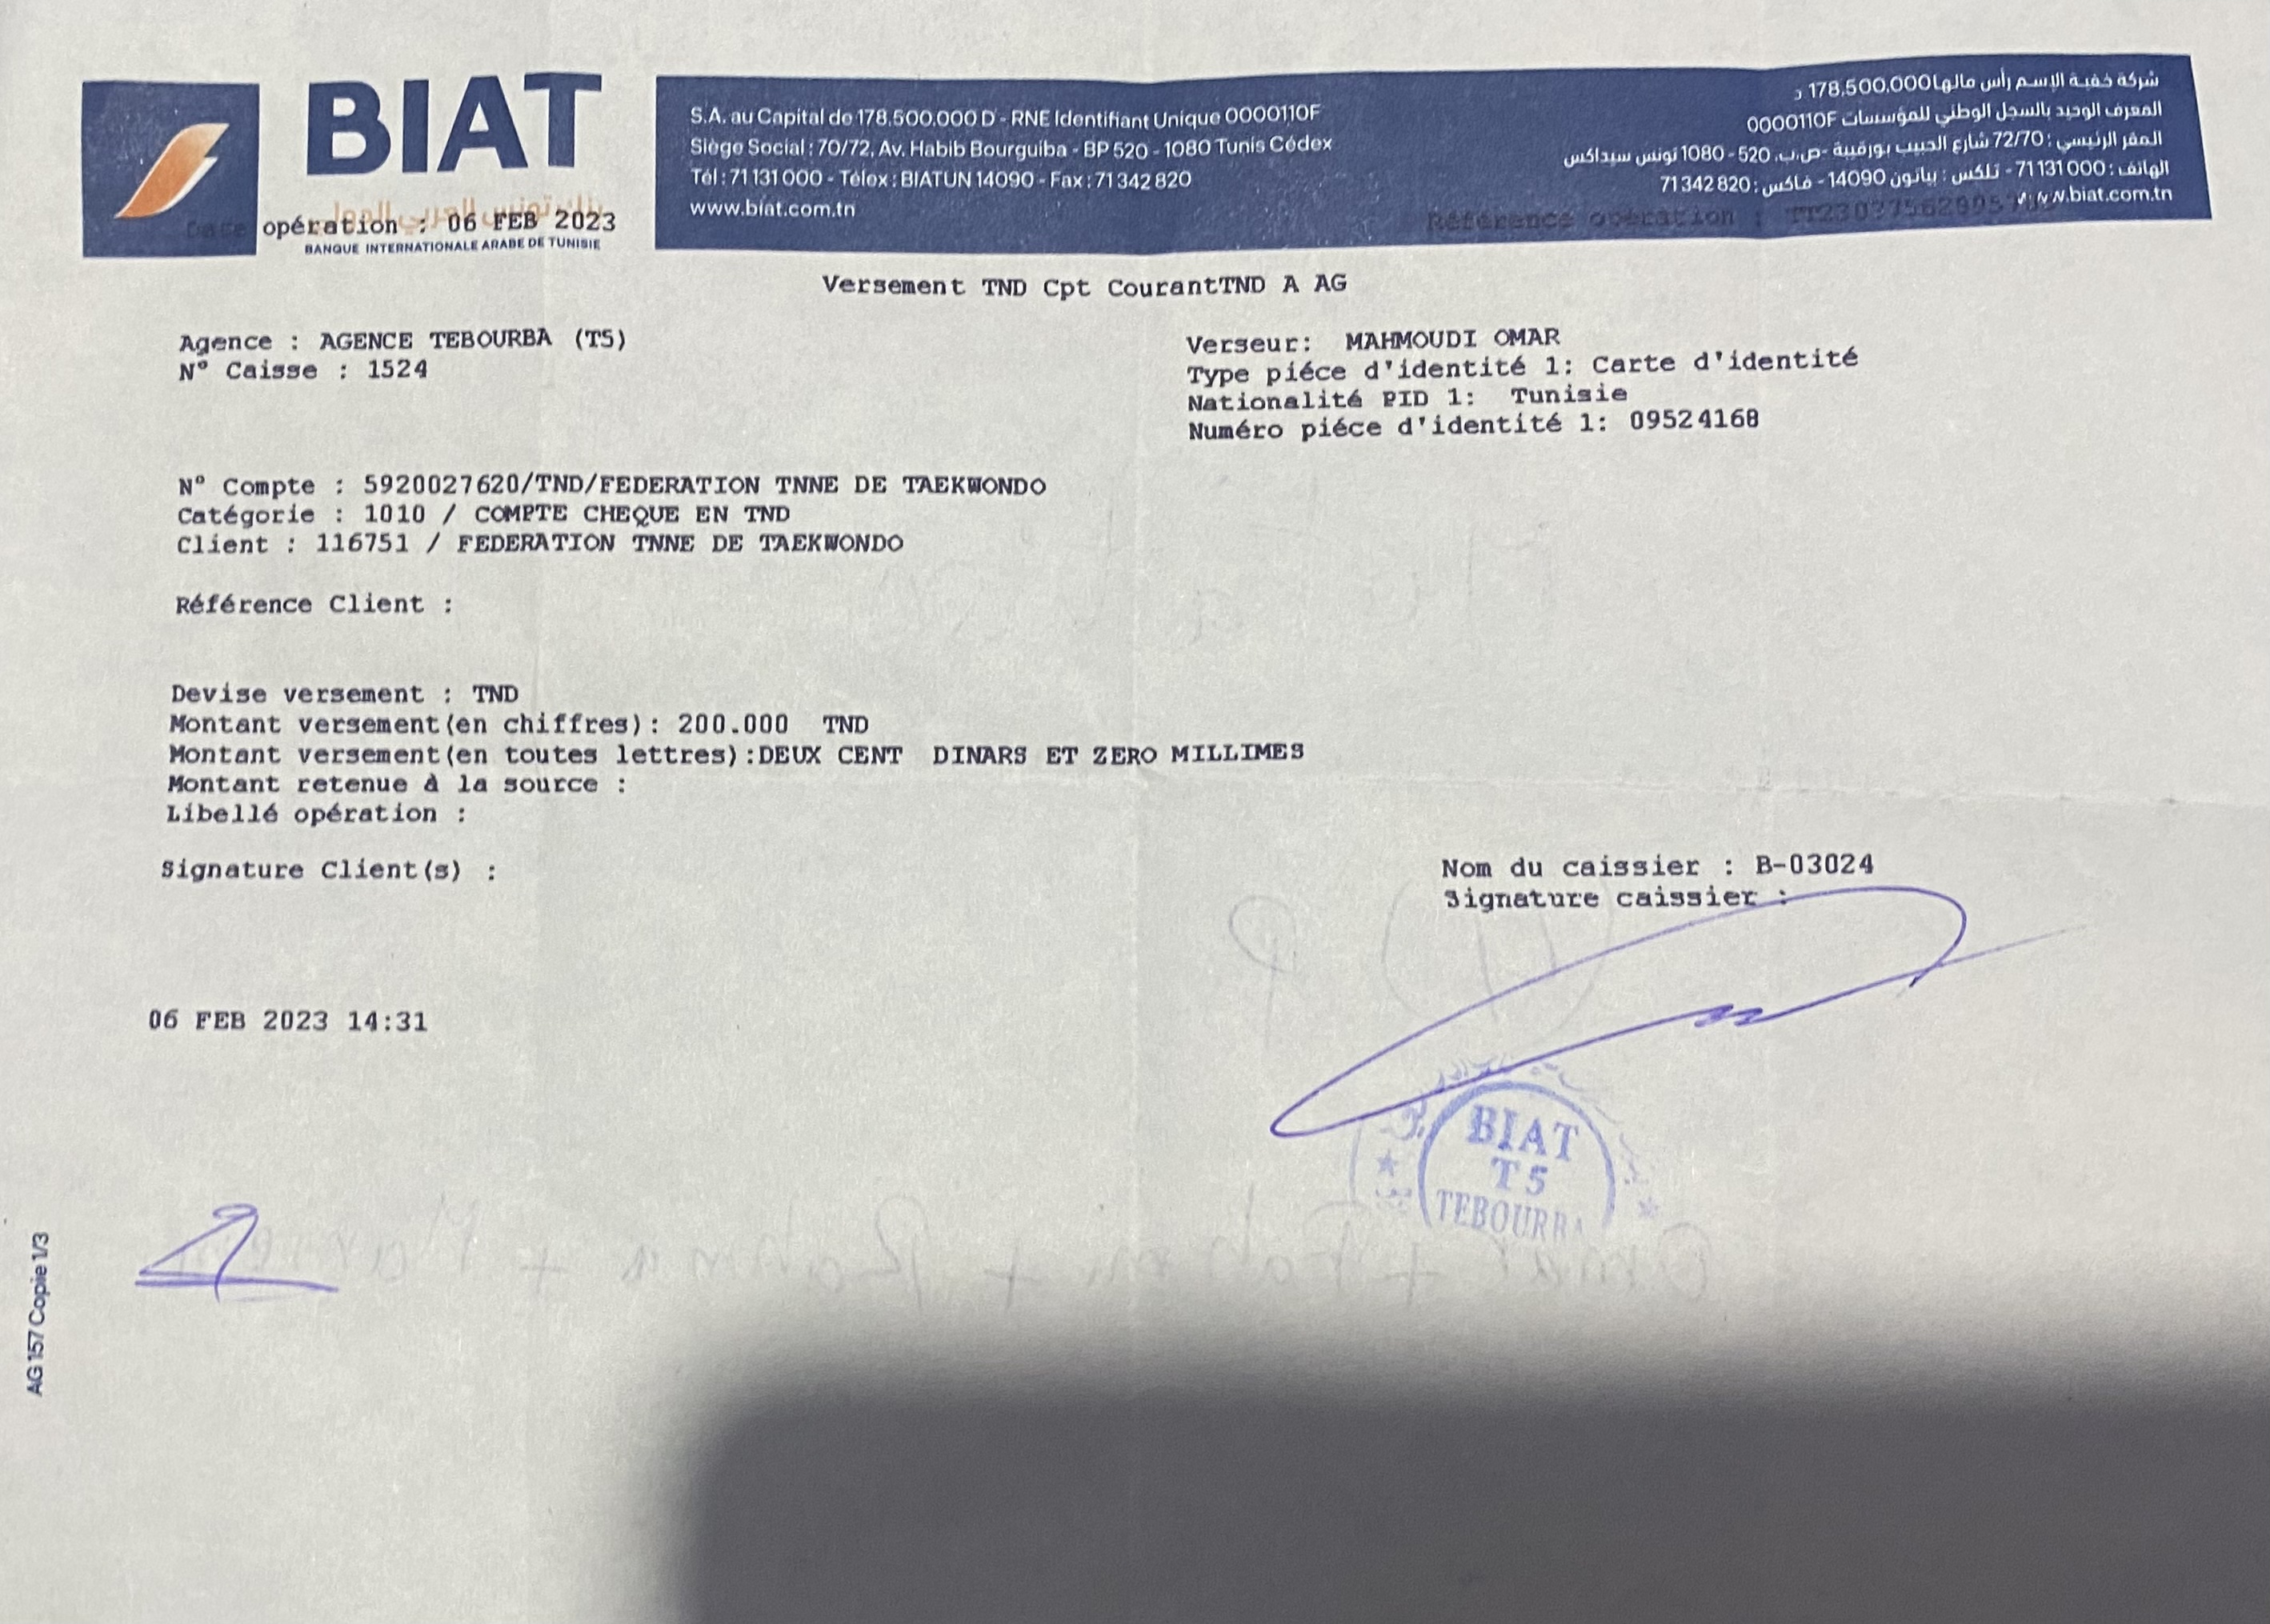 BIAT
بنك تونس العربي الدولي
BANQUE INTERNATIONALE ARABE DE TUNISIE
S.A. au Capital de 178.500.000 D - RNE Identifiant Unique 0000110F
Siège Social : 70/72, Av. Habib Bourguiba - BP 520 - 1080 Tunis Cédex
Tél : 71 131 000 - Télex : BIATUN 14090 - Fax : 71 342 820
www.biat.com.tn
شركة خفية الإسم رأس مالها 178.500.000 د
المعرف الوحيد بالسجل الوطني للمؤسسات 0000110F
المقر الرئيسي : 72/70 شارع الحبيب بورقيبة -ص.ب. 520 - 1080 تونس سيداكس
الهاتف : 71 131 000 - تلكس : بياتون 14090 - فاكس : 71 342 820
www.biat.com.tn
Date opération : 06 FEB 2023
Référence opération :
Versement TND Cpt CourantTND A AG
Agence : AGENCE TEBOURBA (T5)
N° Caisse : 1524
Verseur: MAHMOUDI OMAR
Type piéce d'identité 1: Carte d'identité
Nationalité PID 1: Tunisie
Numéro piéce d'identité 1: 09524168
N° Compte : 5920027620/TND/FEDERATION TNNE DE TAEKWONDO
Catégorie : 1010 / COMPTE CHEQUE EN TND
Client : 116751 / FEDERATION TNNE DE TAEKWONDO
Référence Client :
Devise versement : TND
Montant versement(en chiffres): 200.000 TND
Montant versement(en toutes lettres):DEUX CENT DINARS ET ZERO MILLIMES
Montant retenue à la source :
Libellé opération :
Signature Client(s) :
Nom du caissier : B-03024
Signature caissier :
06 FEB 2023 14:31
BIAT
T5
TEBOURBA
AG 157 Copie 1/3